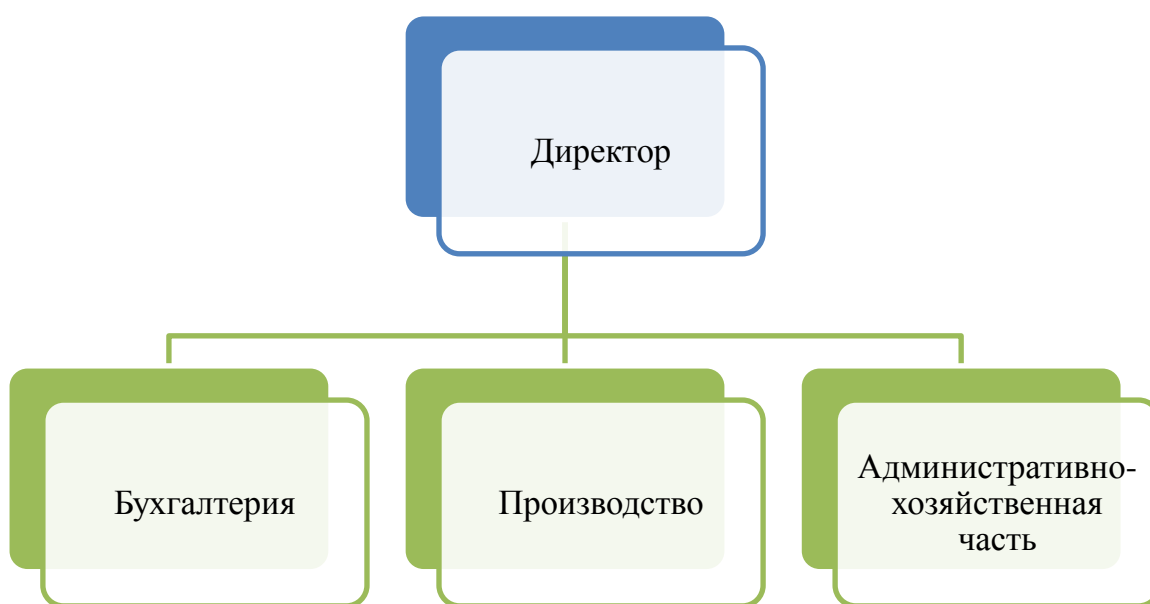 Директор
Бухгалтерия
Производство
Административно-
хозяйственная
часть